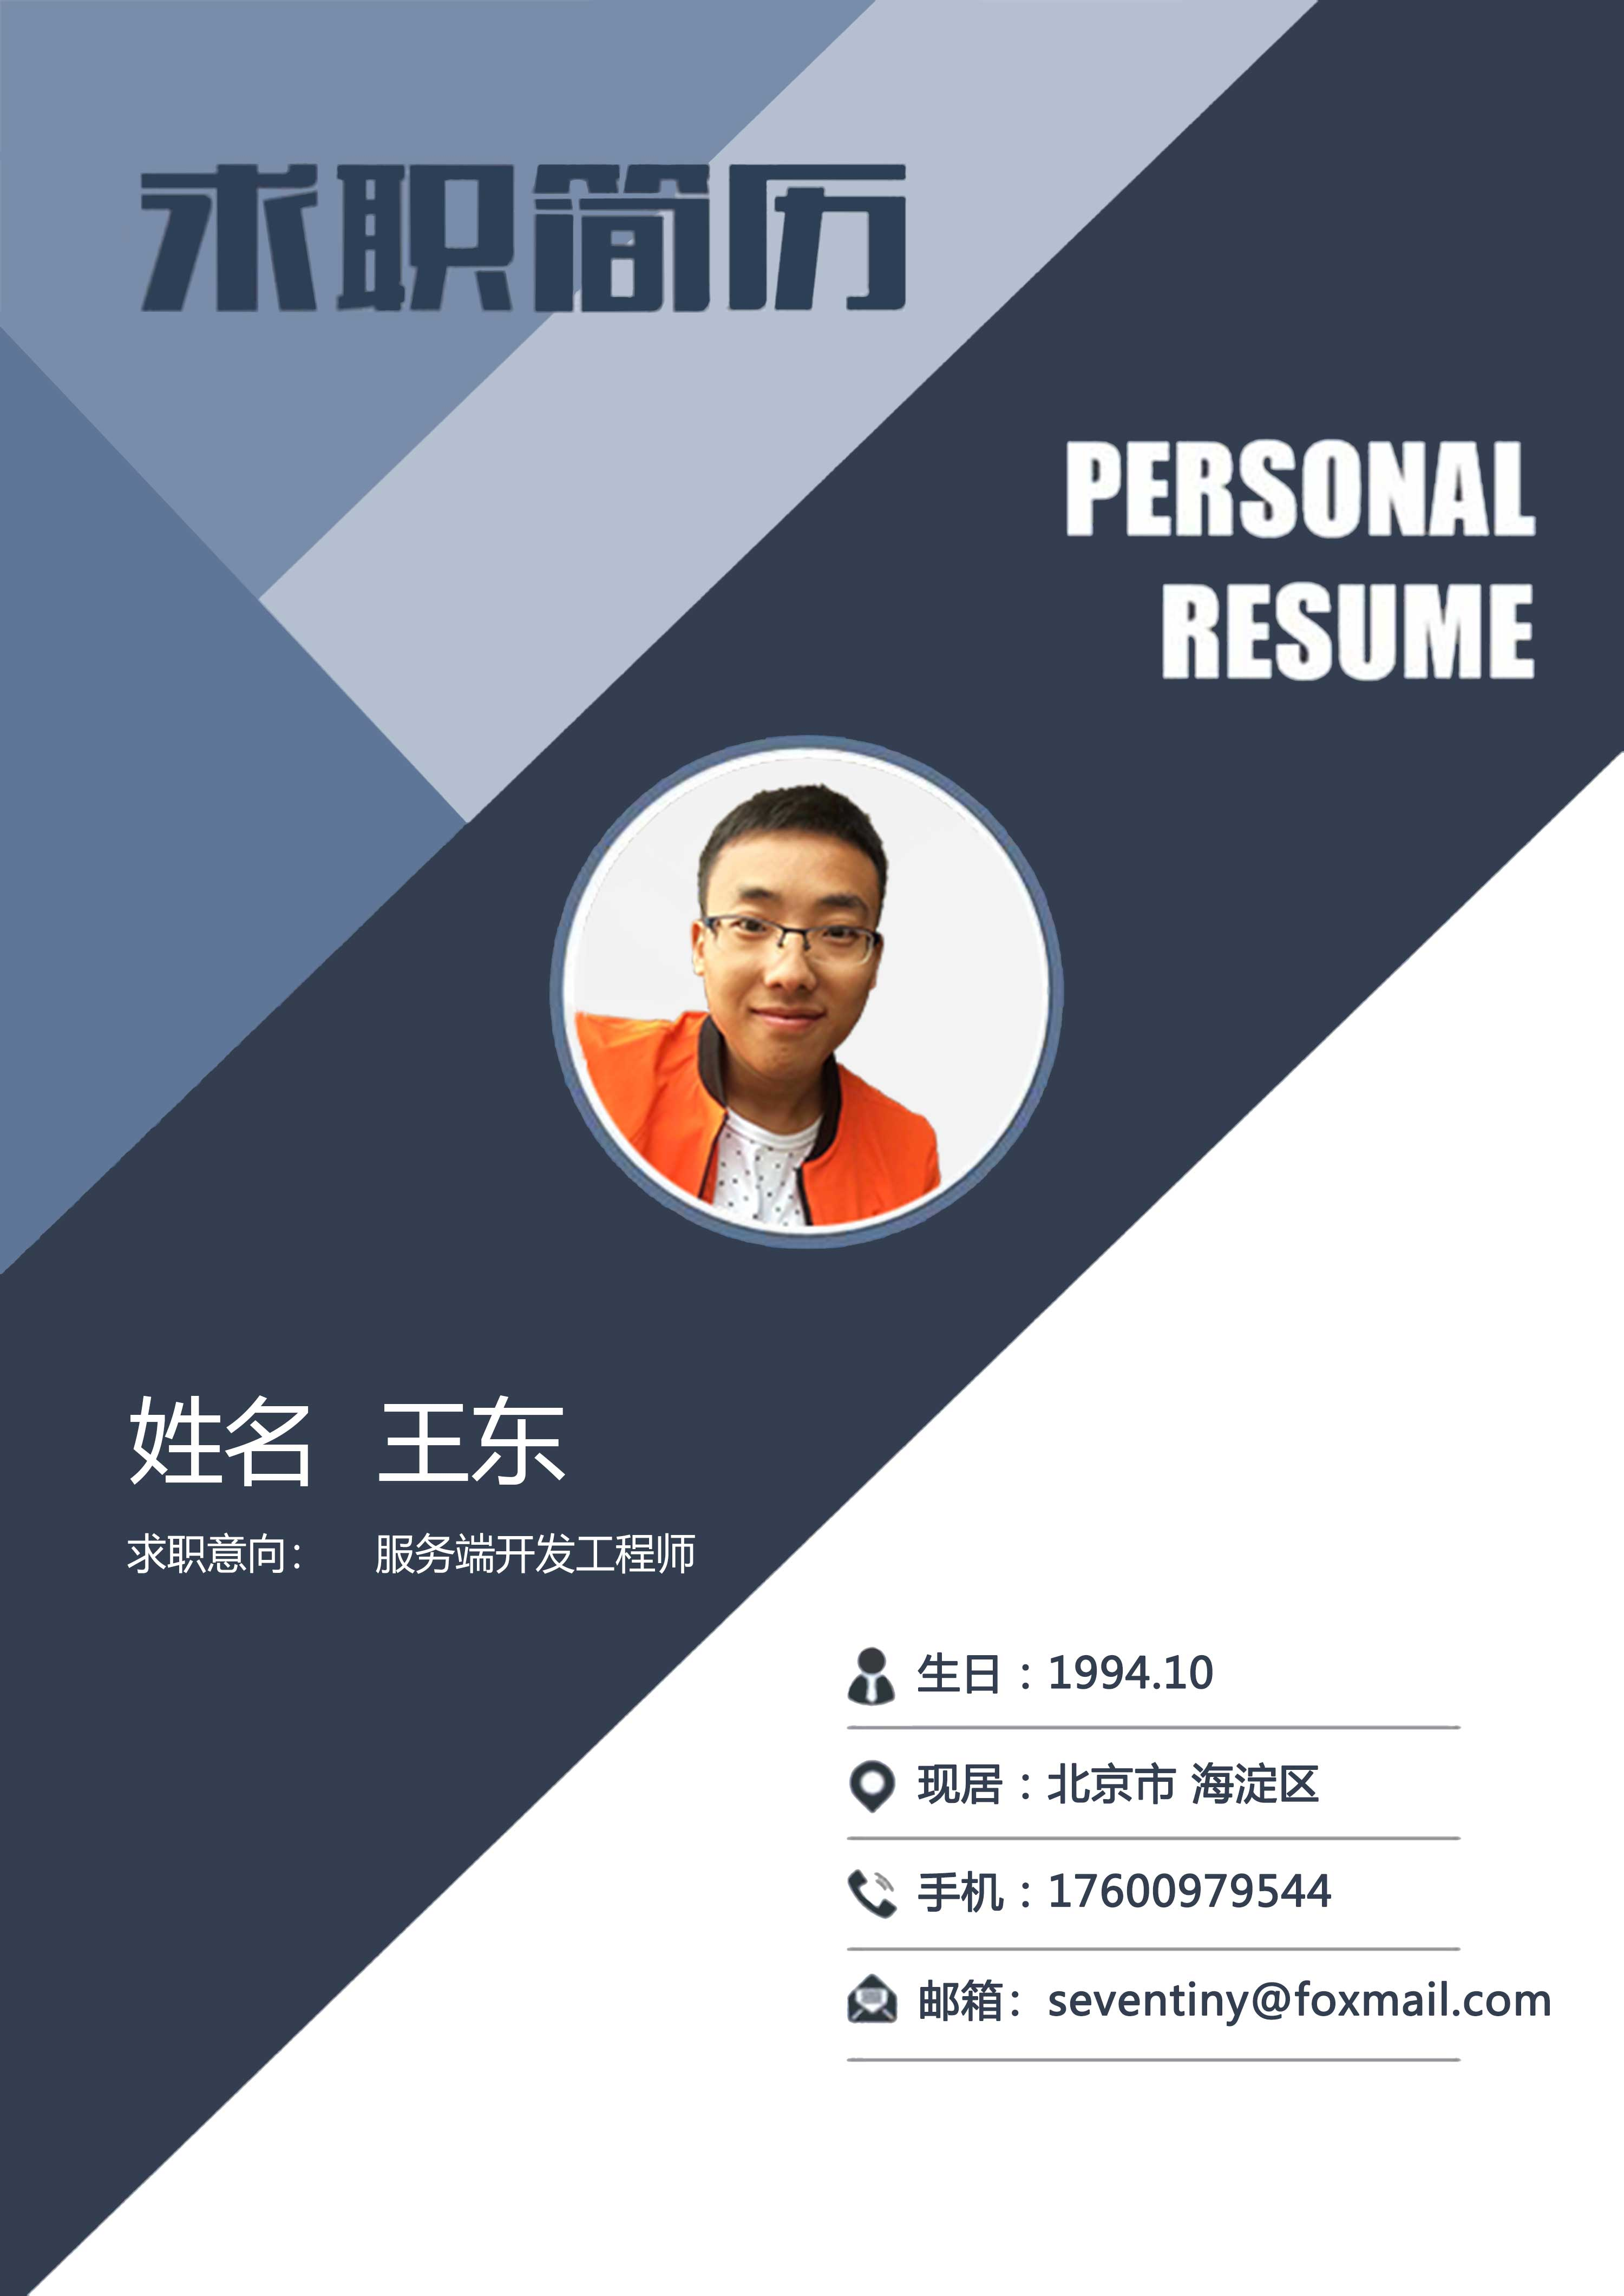 求职简历
PERSONAL
RESUME
姓名 王东
求职意向： 服务端开发工程师
生日：1994.10
现居：北京市 海淀区
手机：17600979544
邮箱：seventiny@foxmail.com